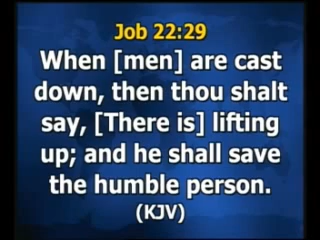 Job 22:29
When [men] are cast
down, then thou shalt
say, [There is] lifting
up; and he shall save
the humble person.
(KJV)